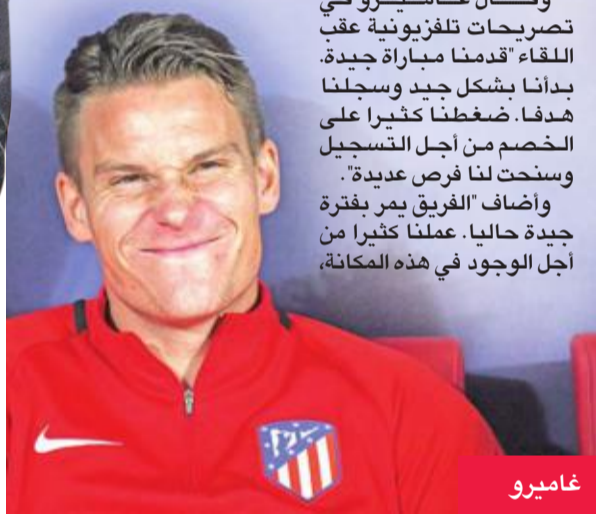 تصريحات تلفزيونية عقب
اللقاء "قدمنا مباراة جيدة.
بدأنا بشكل جيد وسجلنا
هدفا. ضغطنا كثيرا على
الخصم من أجل التسجيل
وسنحت لنا فرص عديدة".
وأضاف "الفريق يمر بفترة
جيدة حاليا. عملنا كثيرا من
أجل الوجود في هذه المكانة،
غاميرو